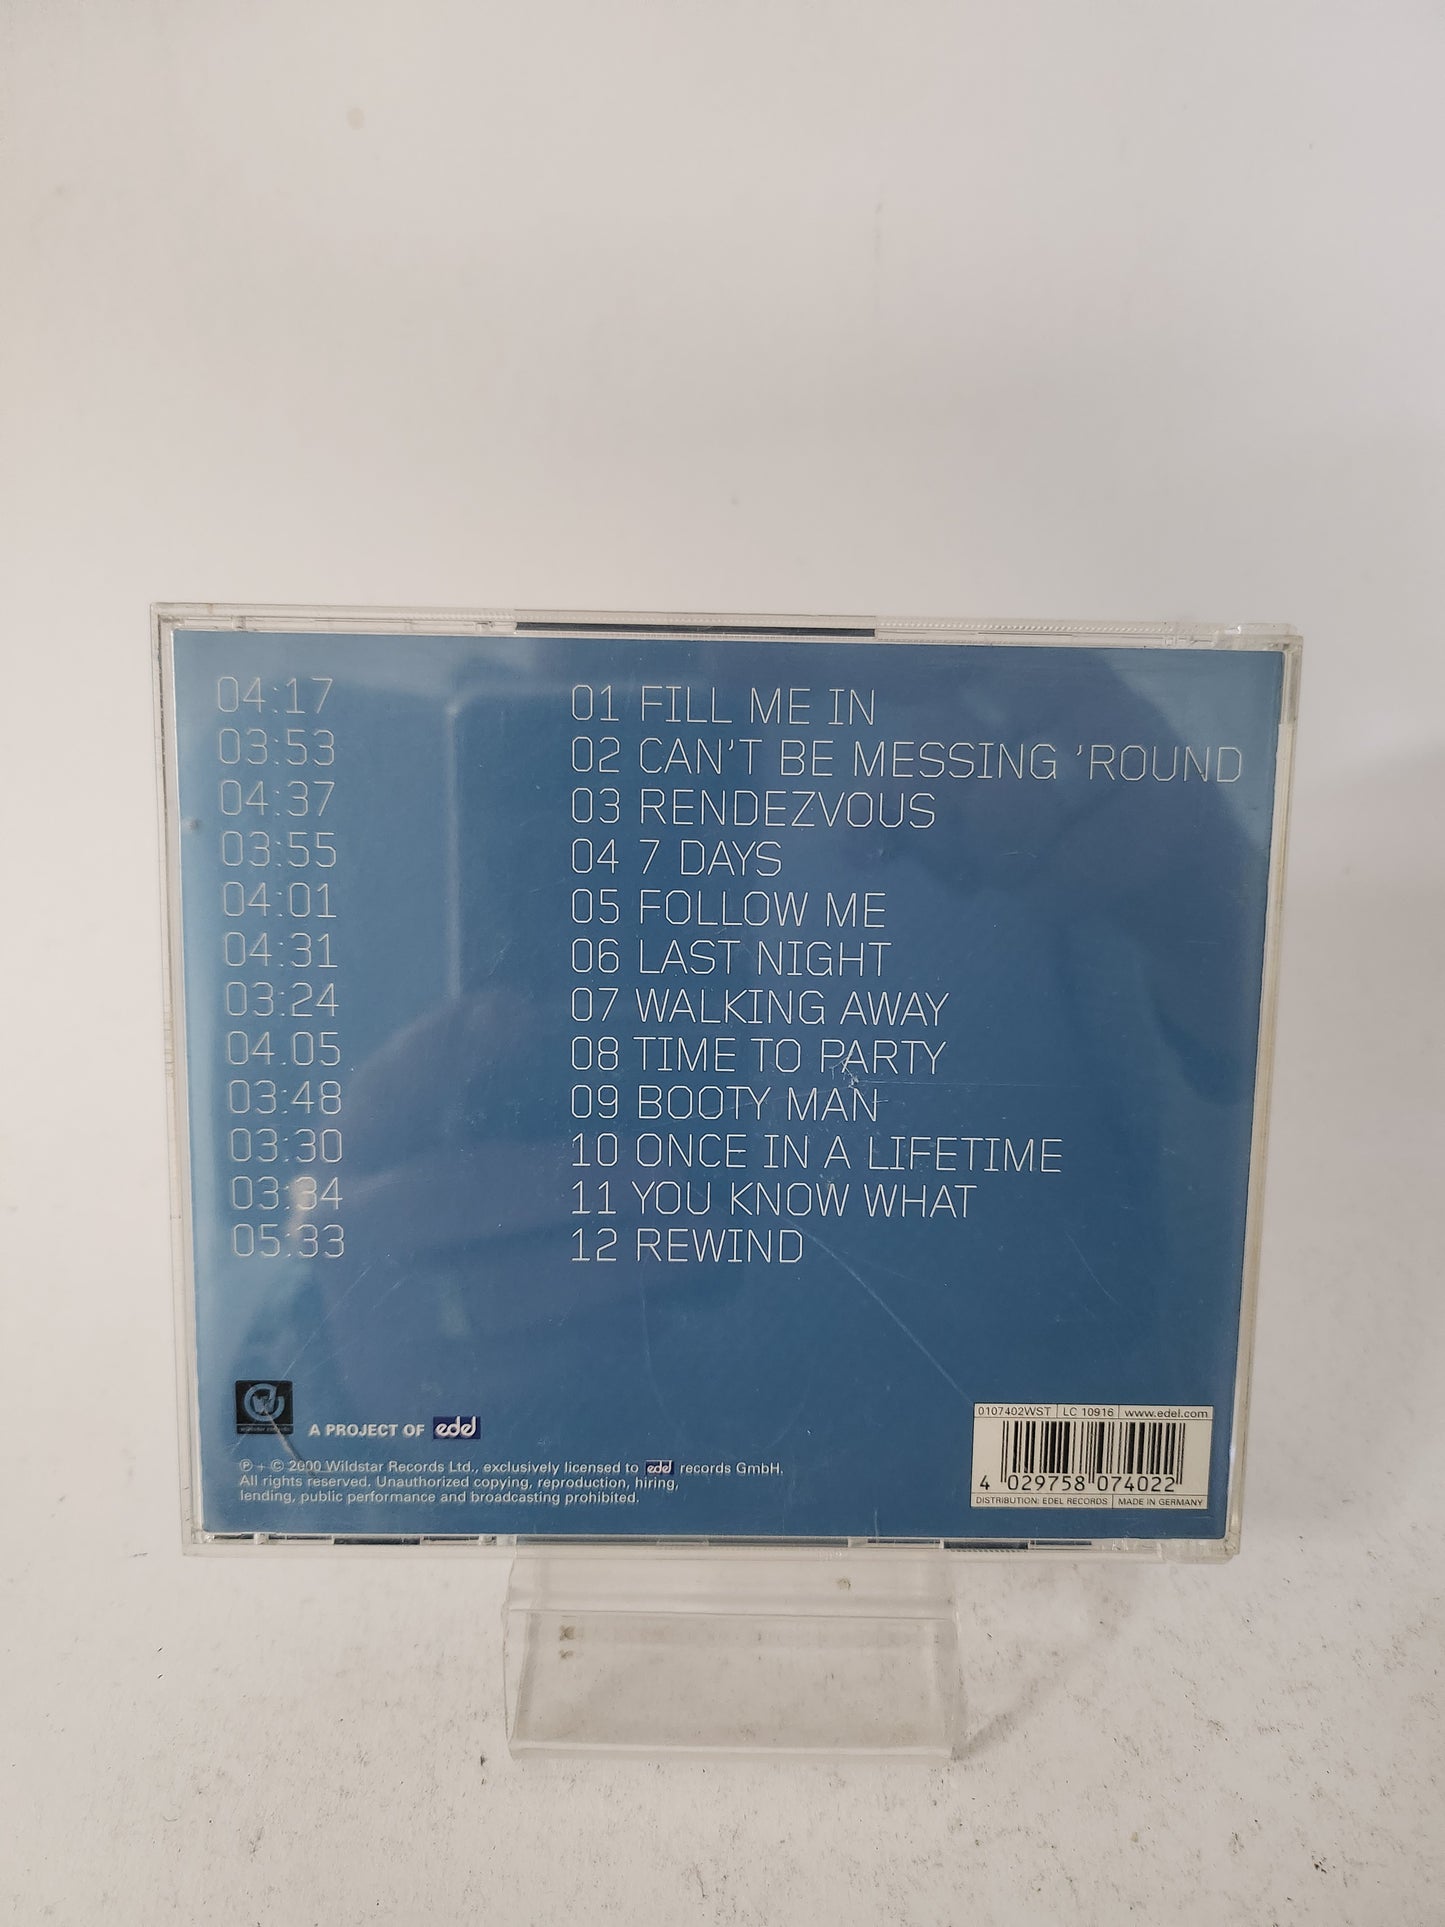 04:17 01 FILL ME IN
03:53 02 CAN'T BE MESSING 'ROUND
04:37 03 RENDEZVOUS
03:55 04 7 DAYS
04:01 05 FOLLOW ME
04:31 06 LAST NIGHT
03:24 07 WALKING AWAY
04.05 08 TIME TO PARTY
03:48 09 BOOTY MAN
03:30 10 ONCE IN A LIFETIME
03:34 11 YOU KNOW WHAT
05:33 12 REWIND
A PROJECT OF edel
℗ + © 2000 Wildstar Records Ltd., exclusively licensed to edel records GmbH.
All rights reserved. Unauthorized copying, reproduction, hiring,
lending, public performance and broadcasting prohibited.
0107402WST LC 10916 www.edel.com
4 029758 074022
DISTRIBUTION: EDEL RECORDS MADE IN GERMANY